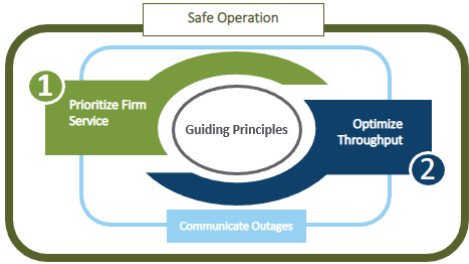 Safe Operation
1
Prioritize Firm
Service
Guiding Principles
Optimize
Throughput
2
Communicate Outages